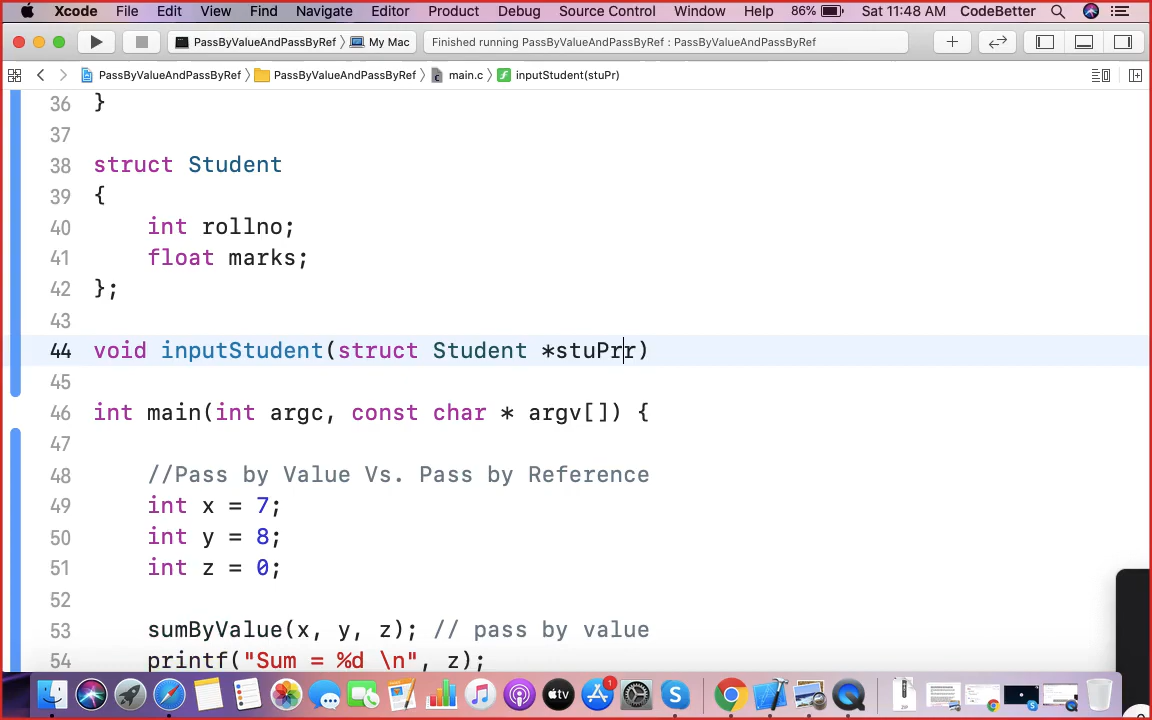 Xcode File Edit View Find Navigate Editor Product Debug Source Control Window Help 86% Sat 11:48 AM CodeBetter
PassByValueAndPassByRef 〉 My Mac Finished running PassByValueAndPassByRef : PassByValueAndPassByRef
PassByValueAndPassByRef 〉 PassByValueAndPassByRef 〉 main.c 〉 inputStudent(stuPr)
36 }
37
38 struct Student
39 {
40 int rollno;
41 float marks;
42 };
43
44 void inputStudent(struct Student *stuPrr)
45
46 int main(int argc, const char * argv[]) {
47
48 //Pass by Value Vs. Pass by Reference
49 int x = 7;
50 int y = 8;
51 int z = 0;
52
53 sumByValue(x, y, z); // pass by value
54 printf("Sum = %d \n", z);
tv 1 S ZIP